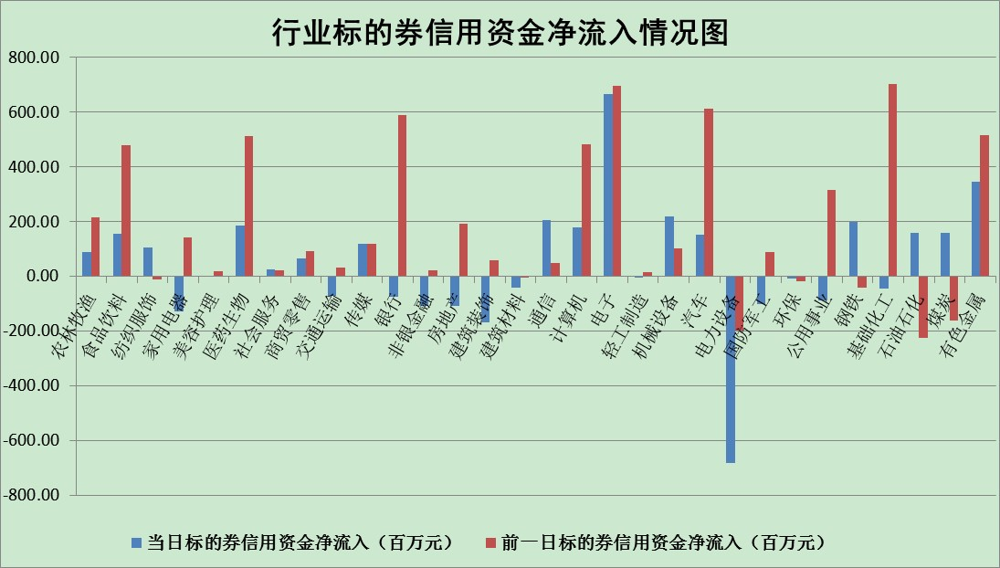 行业标的券信用资金净流入情况图
800.00
600.00
400.00
200.00
0.00
-200.00
-400.00
-600.00
-800.00
农林牧渔
食品饮料
纺织服饰
家用电器
美容护理
医药生物
社会服务
商贸零售
交通运输
传媒
银行
非银金融
房地产
建筑装饰
建筑材料
通信
计算机
电子
轻工制造
机械设备
汽车
电力设备
国防军工
环保
公用事业
钢铁
基础化工
石油石化
煤炭
有色金属
当日标的券信用资金净流入（百万元）
前一日标的券信用资金净流入（百万元）